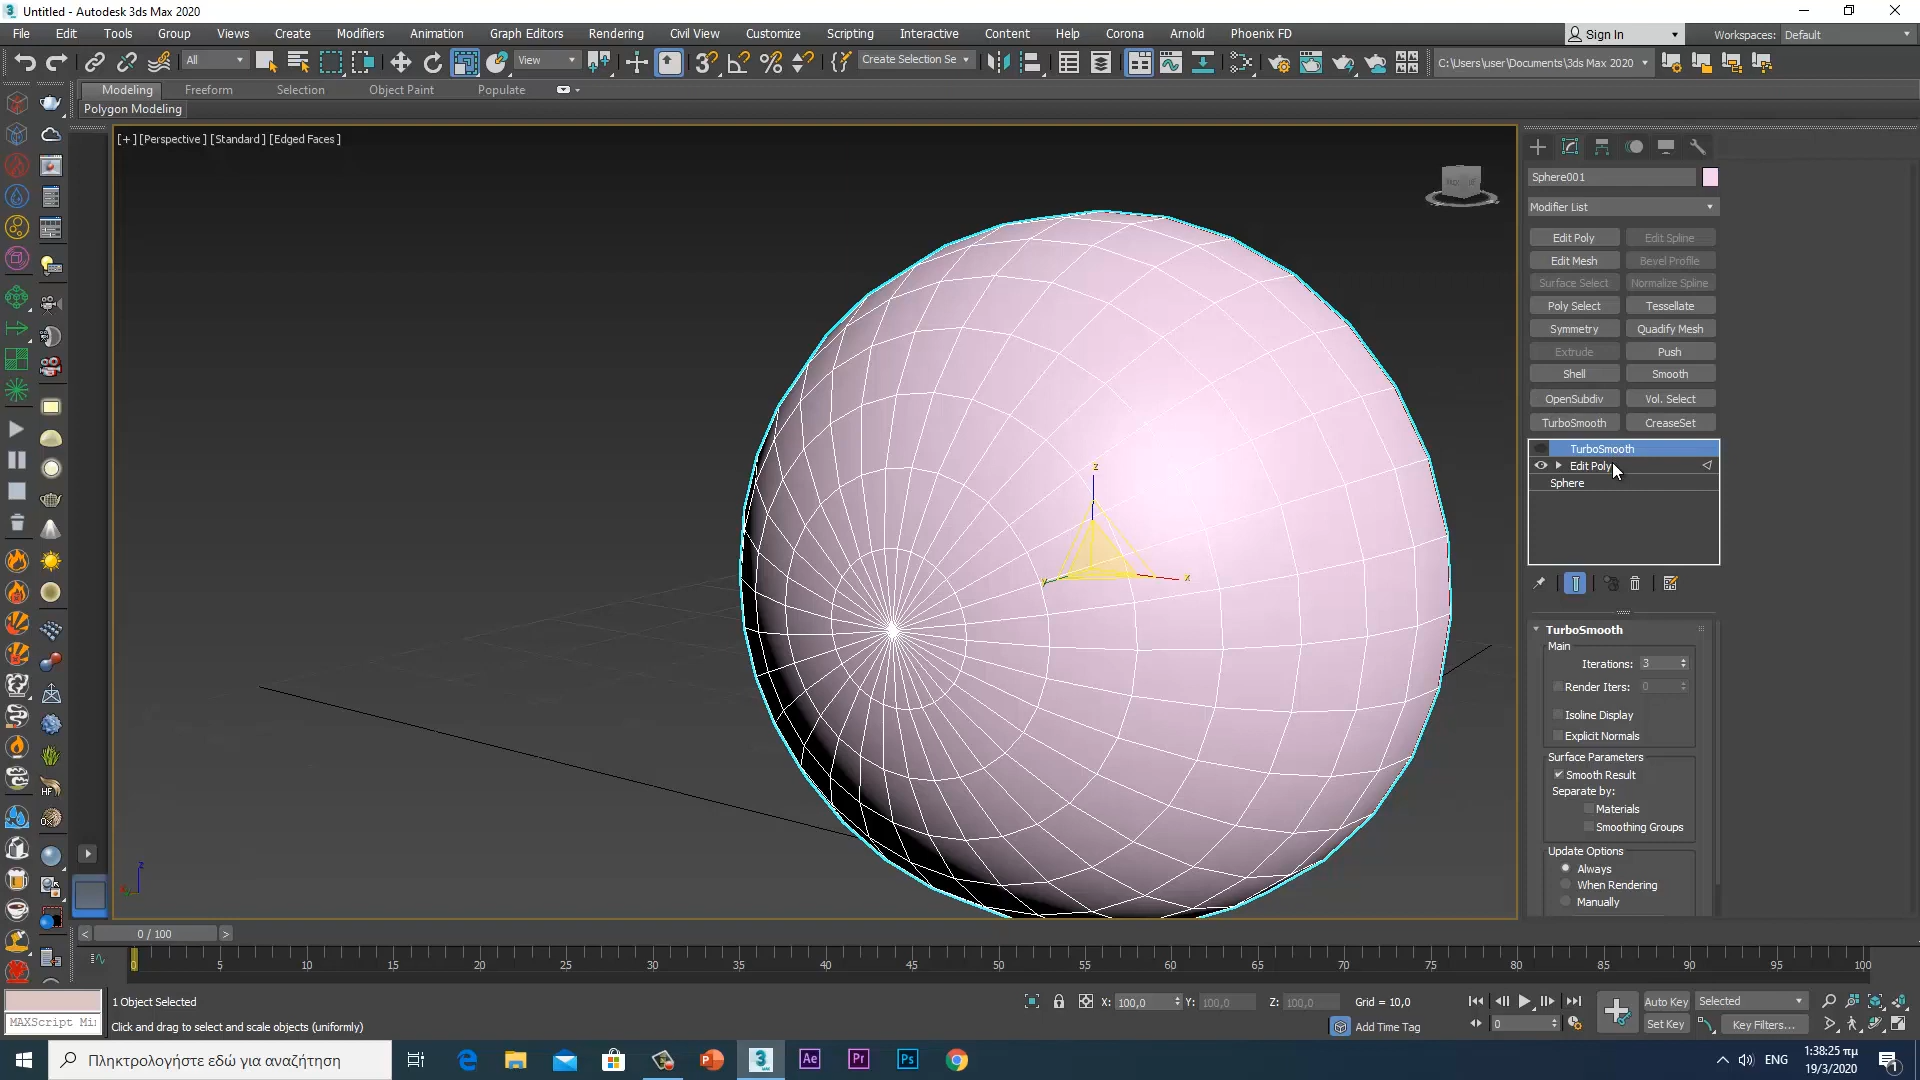 Untitled - Autodesk 3ds Max 2020
File Edit Tools Group Views Create Modifiers Animation Graph Editors Rendering Civil View Customize Scripting Interactive Content Help Corona Arnold Phoenix FD Sign In Workspaces: Default
All View Create Selection Se C:\Users\user\Documents\3ds Max 2020
Modeling Freeform Selection Object Paint Populate
Polygon Modeling
[+] [Perspective] [Standard] [Edged Faces]
Sphere001
Modifier List
Edit Poly Edit Spline
Edit Mesh Bevel Profile
Surface Select Normalize Spline
Poly Select Tessellate
Symmetry Quadify Mesh
Extrude Push
Shell Smooth
OpenSubdiv Vol. Select
TurboSmooth CreaseSet
TurboSmooth
Edit Poly
Sphere
z
x
y
TurboSmooth
Main
Iterations: 3
Render Iters: 0
Isoline Display
Explicit Normals
Surface Parameters
Smooth Result
Separate by:
Materials
Smoothing Groups
Update Options
Always
When Rendering
Manually
z
HF
< 0 / 100 >
0 5 10 15 20 25 30 35 40 45 50 55 60 65 70 75 80 85 90 95 100
1 Object Selected X: 100,0 Y: 100,0 Z: 100,0 Grid = 10,0 Auto Key Selected
MAXScript Mi
Click and drag to select and scale objects (uniformly) Add Time Tag 0 Set Key Key Filters...
Πληκτρολογήστε εδώ για αναζήτηση Ae Pr Ps ENG 1:38:25 πμ
19/3/2020
1